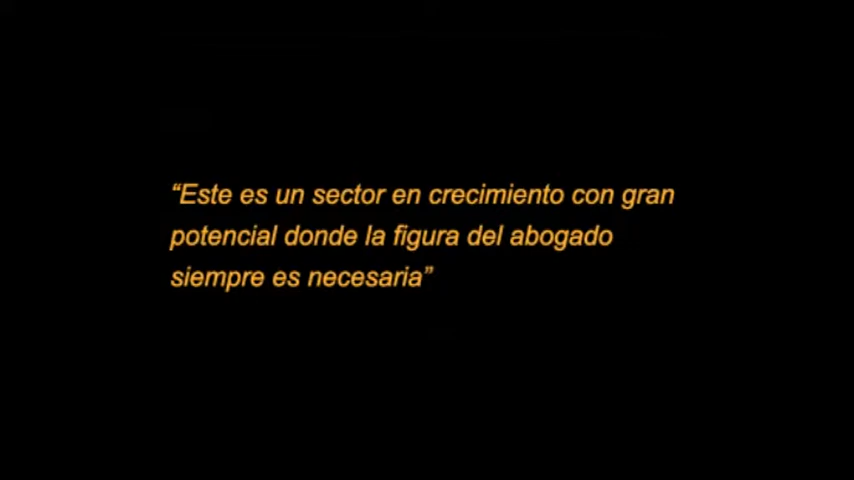 “Este es un sector en crecimiento con gran
potencial donde la figura del abogado
siempre es necesaria”